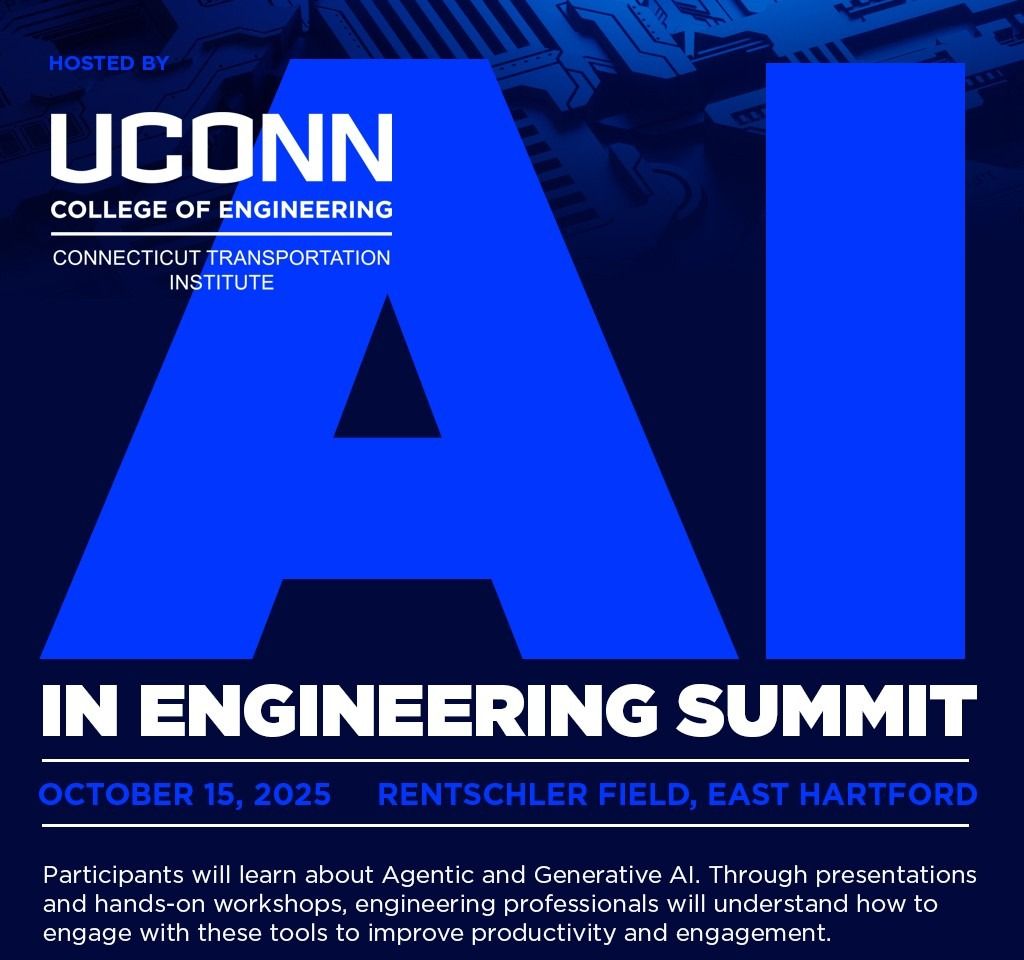 HOSTED BY
UCONN
COLLEGE OF ENGINEERING
CONNECTICUT TRANSPORTATION
INSTITUTE
AI
IN ENGINEERING SUMMIT
OCTOBER 15, 2025 RENTSCHLER FIELD, EAST HARTFORD
Participants will learn about Agentic and Generative AI. Through presentations
and hands-on workshops, engineering professionals will understand how to
engage with these tools to improve productivity and engagement.